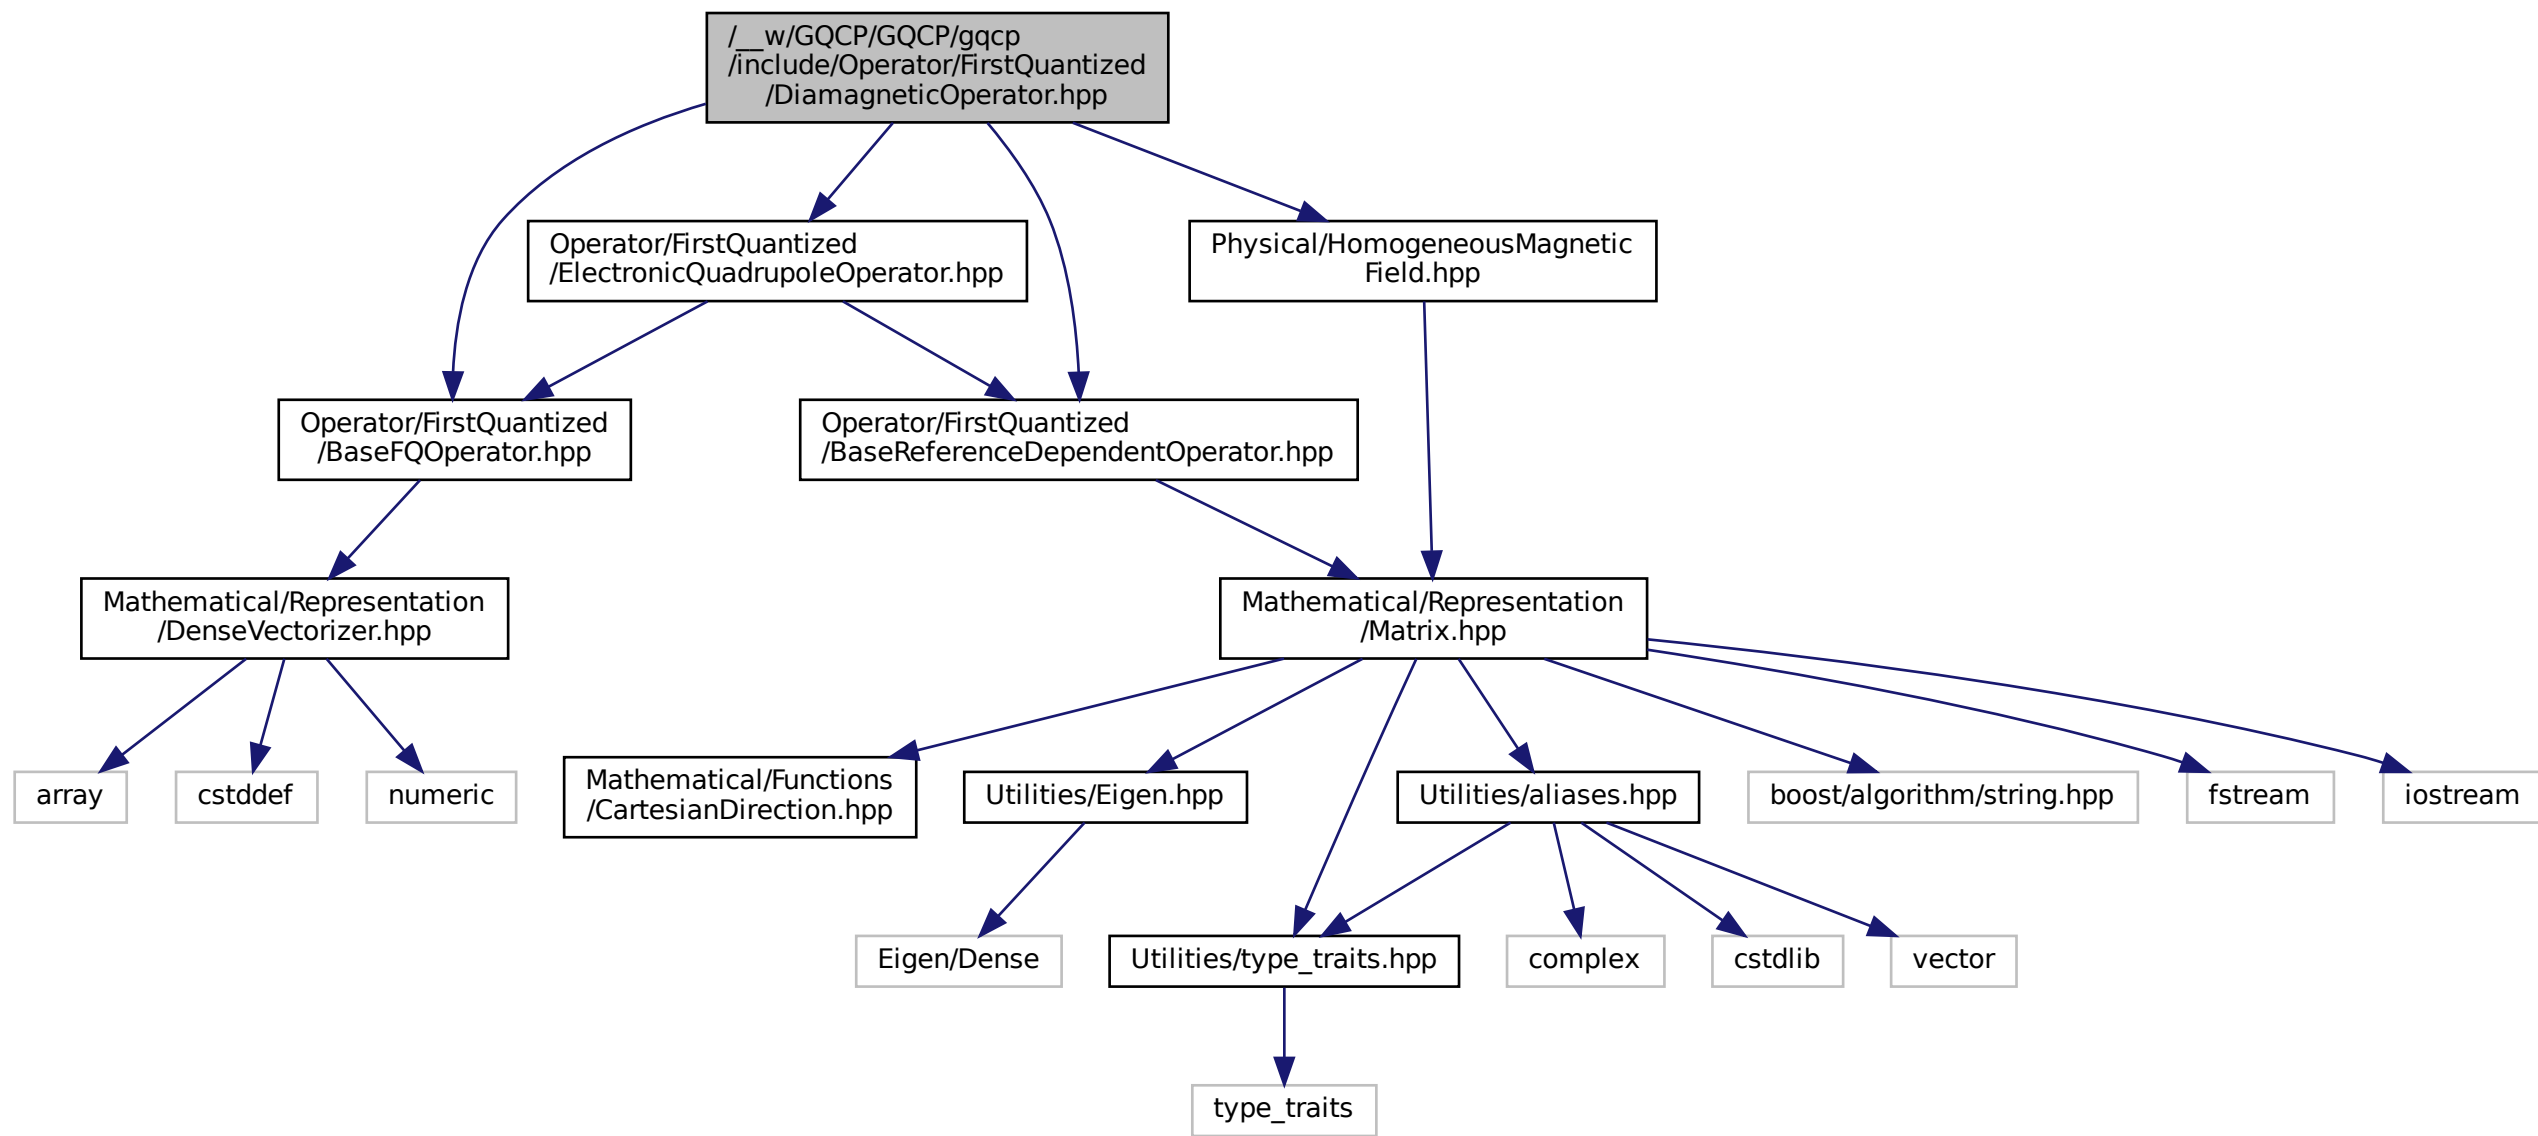 /__w/GQCP/GQCP/gqcp
/include/Operator/FirstQuantized
/DiamagneticOperator.hpp
Operator/FirstQuantized
/ElectronicQuadrupoleOperator.hpp
Physical/HomogeneousMagnetic
Field.hpp
Operator/FirstQuantized
/BaseFQOperator.hpp
Operator/FirstQuantized
/BaseReferenceDependentOperator.hpp
Mathematical/Representation
/DenseVectorizer.hpp
Mathematical/Representation
/Matrix.hpp
array
cstddef
numeric
Mathematical/Functions
/CartesianDirection.hpp
Utilities/Eigen.hpp
Utilities/aliases.hpp
boost/algorithm/string.hpp
fstream
iostream
Eigen/Dense
Utilities/type_traits.hpp
complex
cstdlib
vector
type_traits